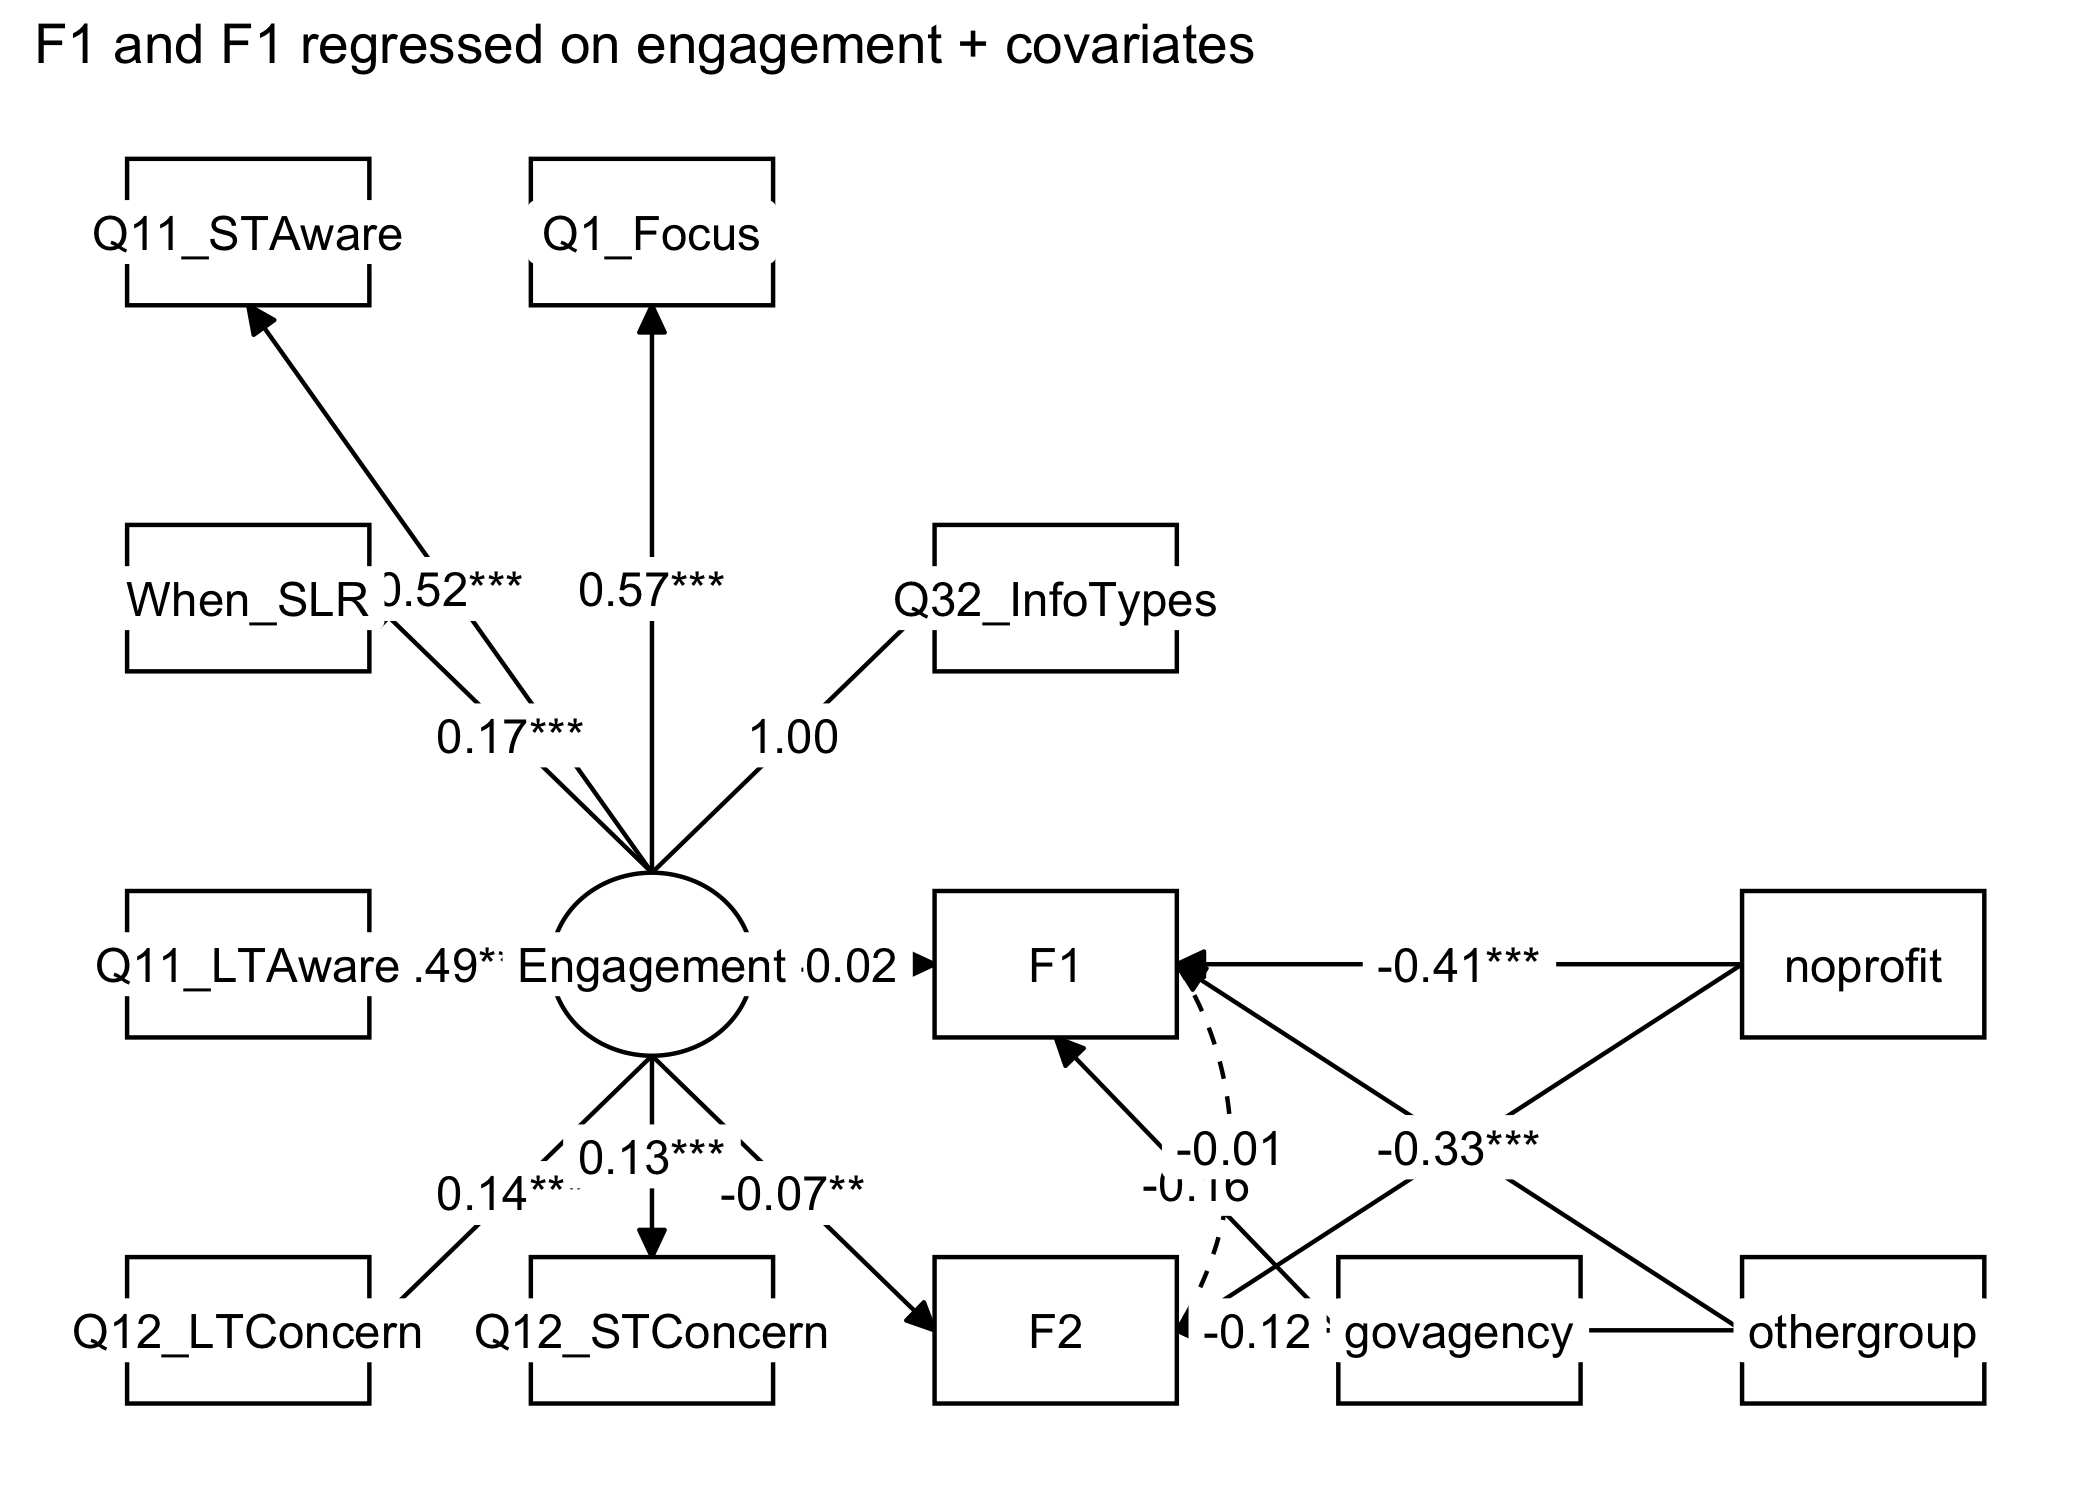 F1 and F1 regressed on engagement + covariates
Q11_STAware
Q1_Focus
When_SLR
0.52***
0.57***
Q32_InfoTypes
0.17***
1.00
Q11_LTAware
.49**
Engagement
0.02
F1
-0.41***
noprofit
0.14**
0.13***
-0.07**
-0.01
-0.16
-0.33***
Q12_LTConcern
Q12_STConcern
F2
-0.12
govagency
othergroup